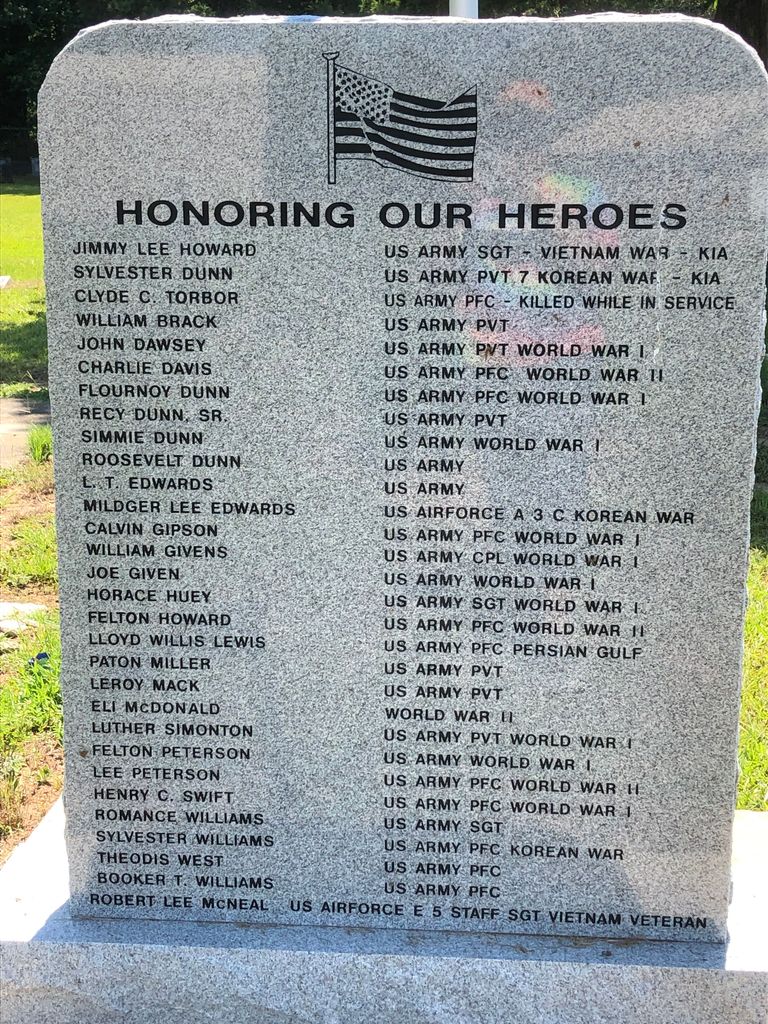 HONORING OUR HEROES
JIMMY LEE HOWARD US ARMY SGT - VIETNAM WAR - KIA
SYLVESTER DUNN US ARMY PVT 7 KOREAN WAR - KIA
CLYDE C. TORBOR US ARMY PFC - KILLED WHILE IN SERVICE
WILLIAM BRACK US ARMY PVT
JOHN DAWSEY US ARMY PVT WORLD WAR I
CHARLIE DAVIS US ARMY PFC WORLD WAR II
FLOURNOY DUNN US ARMY PFC WORLD WAR I
RECY DUNN, SR. US ARMY PVT
SIMMIE DUNN US ARMY WORLD WAR I
ROOSEVELT DUNN US ARMY
L. T. EDWARDS US ARMY
MILDGER LEE EDWARDS US AIRFORCE A 3 C KOREAN WAR
CALVIN GIPSON US ARMY PFC WORLD WAR I
WILLIAM GIVENS US ARMY CPL WORLD WAR I
JOE GIVEN US ARMY WORLD WAR I
HORACE HUEY US ARMY SGT WORLD WAR I
FELTON HOWARD US ARMY PFC WORLD WAR II
LLOYD WILLIS LEWIS US ARMY PFC PERSIAN GULF
PATON MILLER US ARMY PVT
LEROY MACK US ARMY PVT
ELI McDONALD WORLD WAR II
LUTHER SIMONTON US ARMY PVT WORLD WAR I
FELTON PETERSON US ARMY WORLD WAR I
LEE PETERSON US ARMY PFC WORLD WAR II
HENRY C. SWIFT US ARMY PFC WORLD WAR I
ROMANCE WILLIAMS US ARMY SGT
SYLVESTER WILLIAMS US ARMY PFC KOREAN WAR
THEODIS WEST US ARMY PFC
BOOKER T. WILLIAMS US ARMY PFC
ROBERT LEE McNEAL US AIRFORCE E 5 STAFF SGT VIETNAM VETERAN